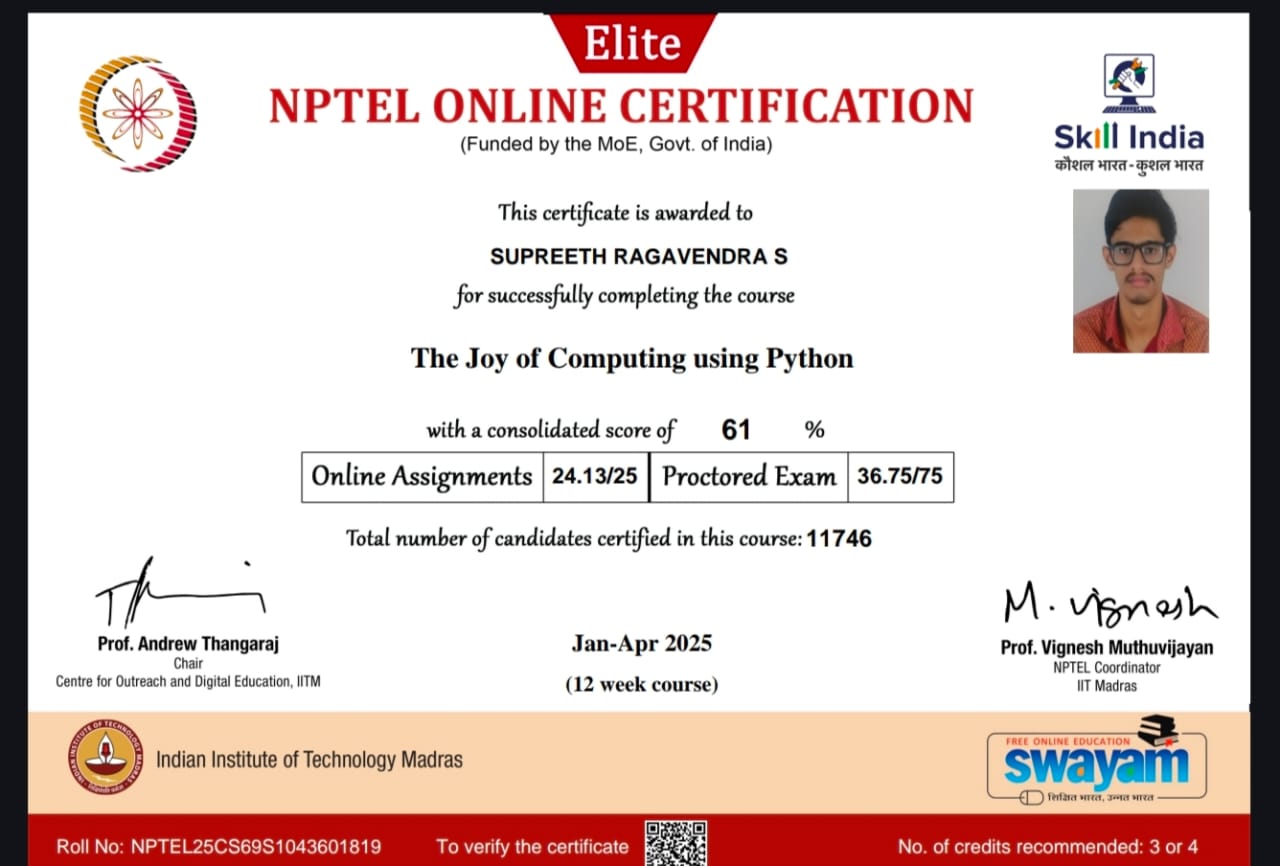 Elite
NPTEL ONLINE CERTIFICATION
(Funded by the MoE, Govt. of India)
Skill India
कौशल भारत - कुशल भारत
This certificate is awarded to
SUPREETH RAGAVENDRA S
for successfully completing the course
The Joy of Computing using Python
with a consolidated score of 61 %
Online Assignments 24.13/25 Proctored Exam 36.75/75
Total number of candidates certified in this course: 11746
M. Vignesh
Prof. Andrew Thangaraj
Chair
Centre for Outreach and Digital Education, IITM
Jan-Apr 2025
(12 week course)
Prof. Vignesh Muthuvijayan
NPTEL Coordinator
IIT Madras
INDIAN INSTITUTE OF TECHNOLOGY MADRAS
Indian Institute of Technology Madras
FREE ONLINE EDUCATION
swayam
शिक्षित भारत, उन्नत भारत
Roll No: NPTEL25CS69S1043601819
To verify the certificate
No. of credits recommended: 3 or 4